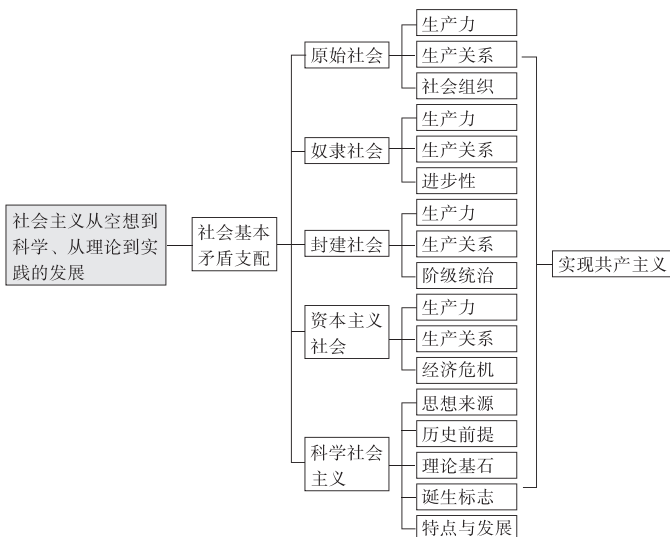 社会主义从空想到
科学、从理论到实
践的发展
社会基本
矛盾支配
原始社会
生产力
生产关系
社会组织
奴隶社会
生产力
生产关系
进步性
封建社会
生产力
生产关系
阶级统治
资本主义
社会
生产力
生产关系
经济危机
科学社会
主义
思想来源
历史前提
理论基石
诞生标志
特点与发展
实现共产主义